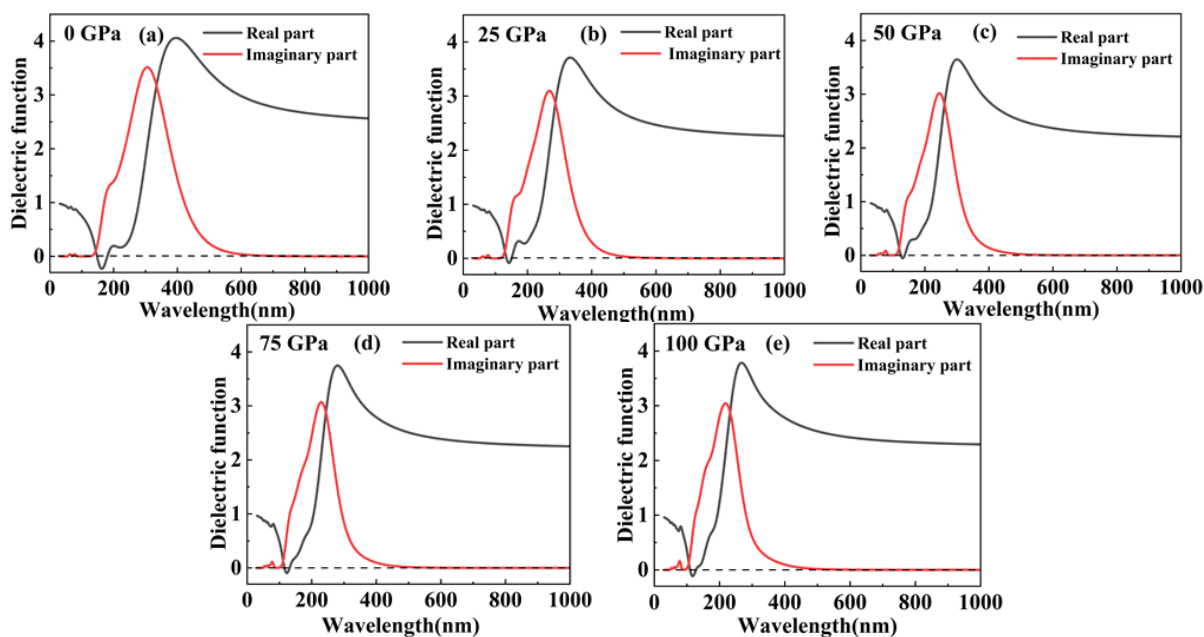 0 GPa (a)
Real part
Imaginary part
Dielectric function
4
3
2
1
0
0 200 400 600 800 1000
Wavelength(nm)
25 GPa (b)
Real part
Imaginary part
Dielectric function
4
3
2
1
0
0 200 400 600 800 1000
Wavelength(nm)
50 GPa (c)
Real part
Imaginary part
Dielectric function
4
3
2
1
0
0 200 400 600 800 1000
Wavelength(nm)
75 GPa (d)
Real part
Imaginary part
Dielectric function
4
3
2
1
0
0 200 400 600 800 1000
Wavelength(nm)
100 GPa (e)
Real part
Imaginary part
Dielectric function
4
3
2
1
0
0 200 400 600 800 1000
Wavelength(nm)